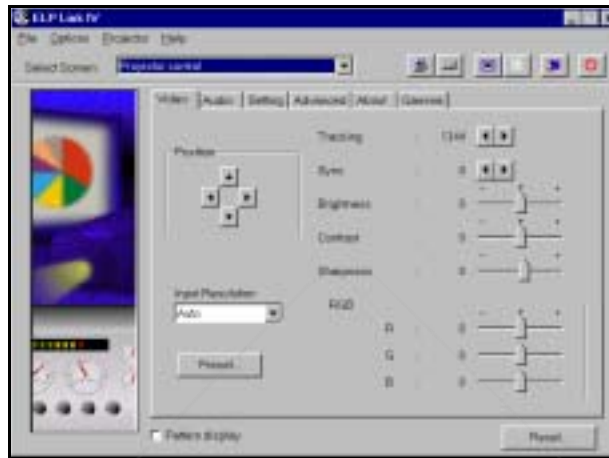 ELP Link IV
File Options Projector Help
Select Screen: Projector control
Video Audio Setting Advanced About Gamma
Position
Tracking : 1344
Sync : 0
Brightness : 0
Contrast : 0
Sharpness : 0
Input Resolution
Auto
RGB
R : 0
G : 0
B : 0
Preset...
Pattern display
Reset